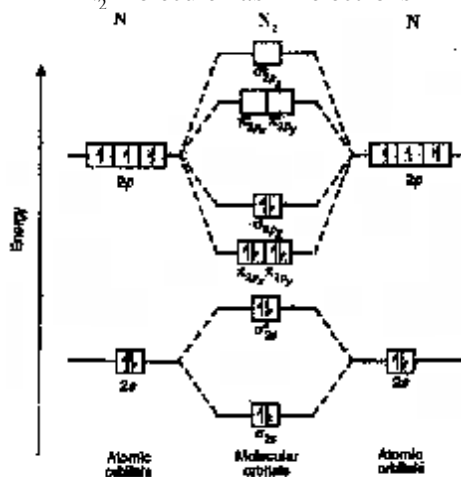 N N₂ N
σ*2pz
π*2px π*2py
2p 2p
σ2pz
π2px π2py
Energy
σ*2s
2s 2s
σ2s
Atomic Molecular Atomic
orbitals orbitals orbitals